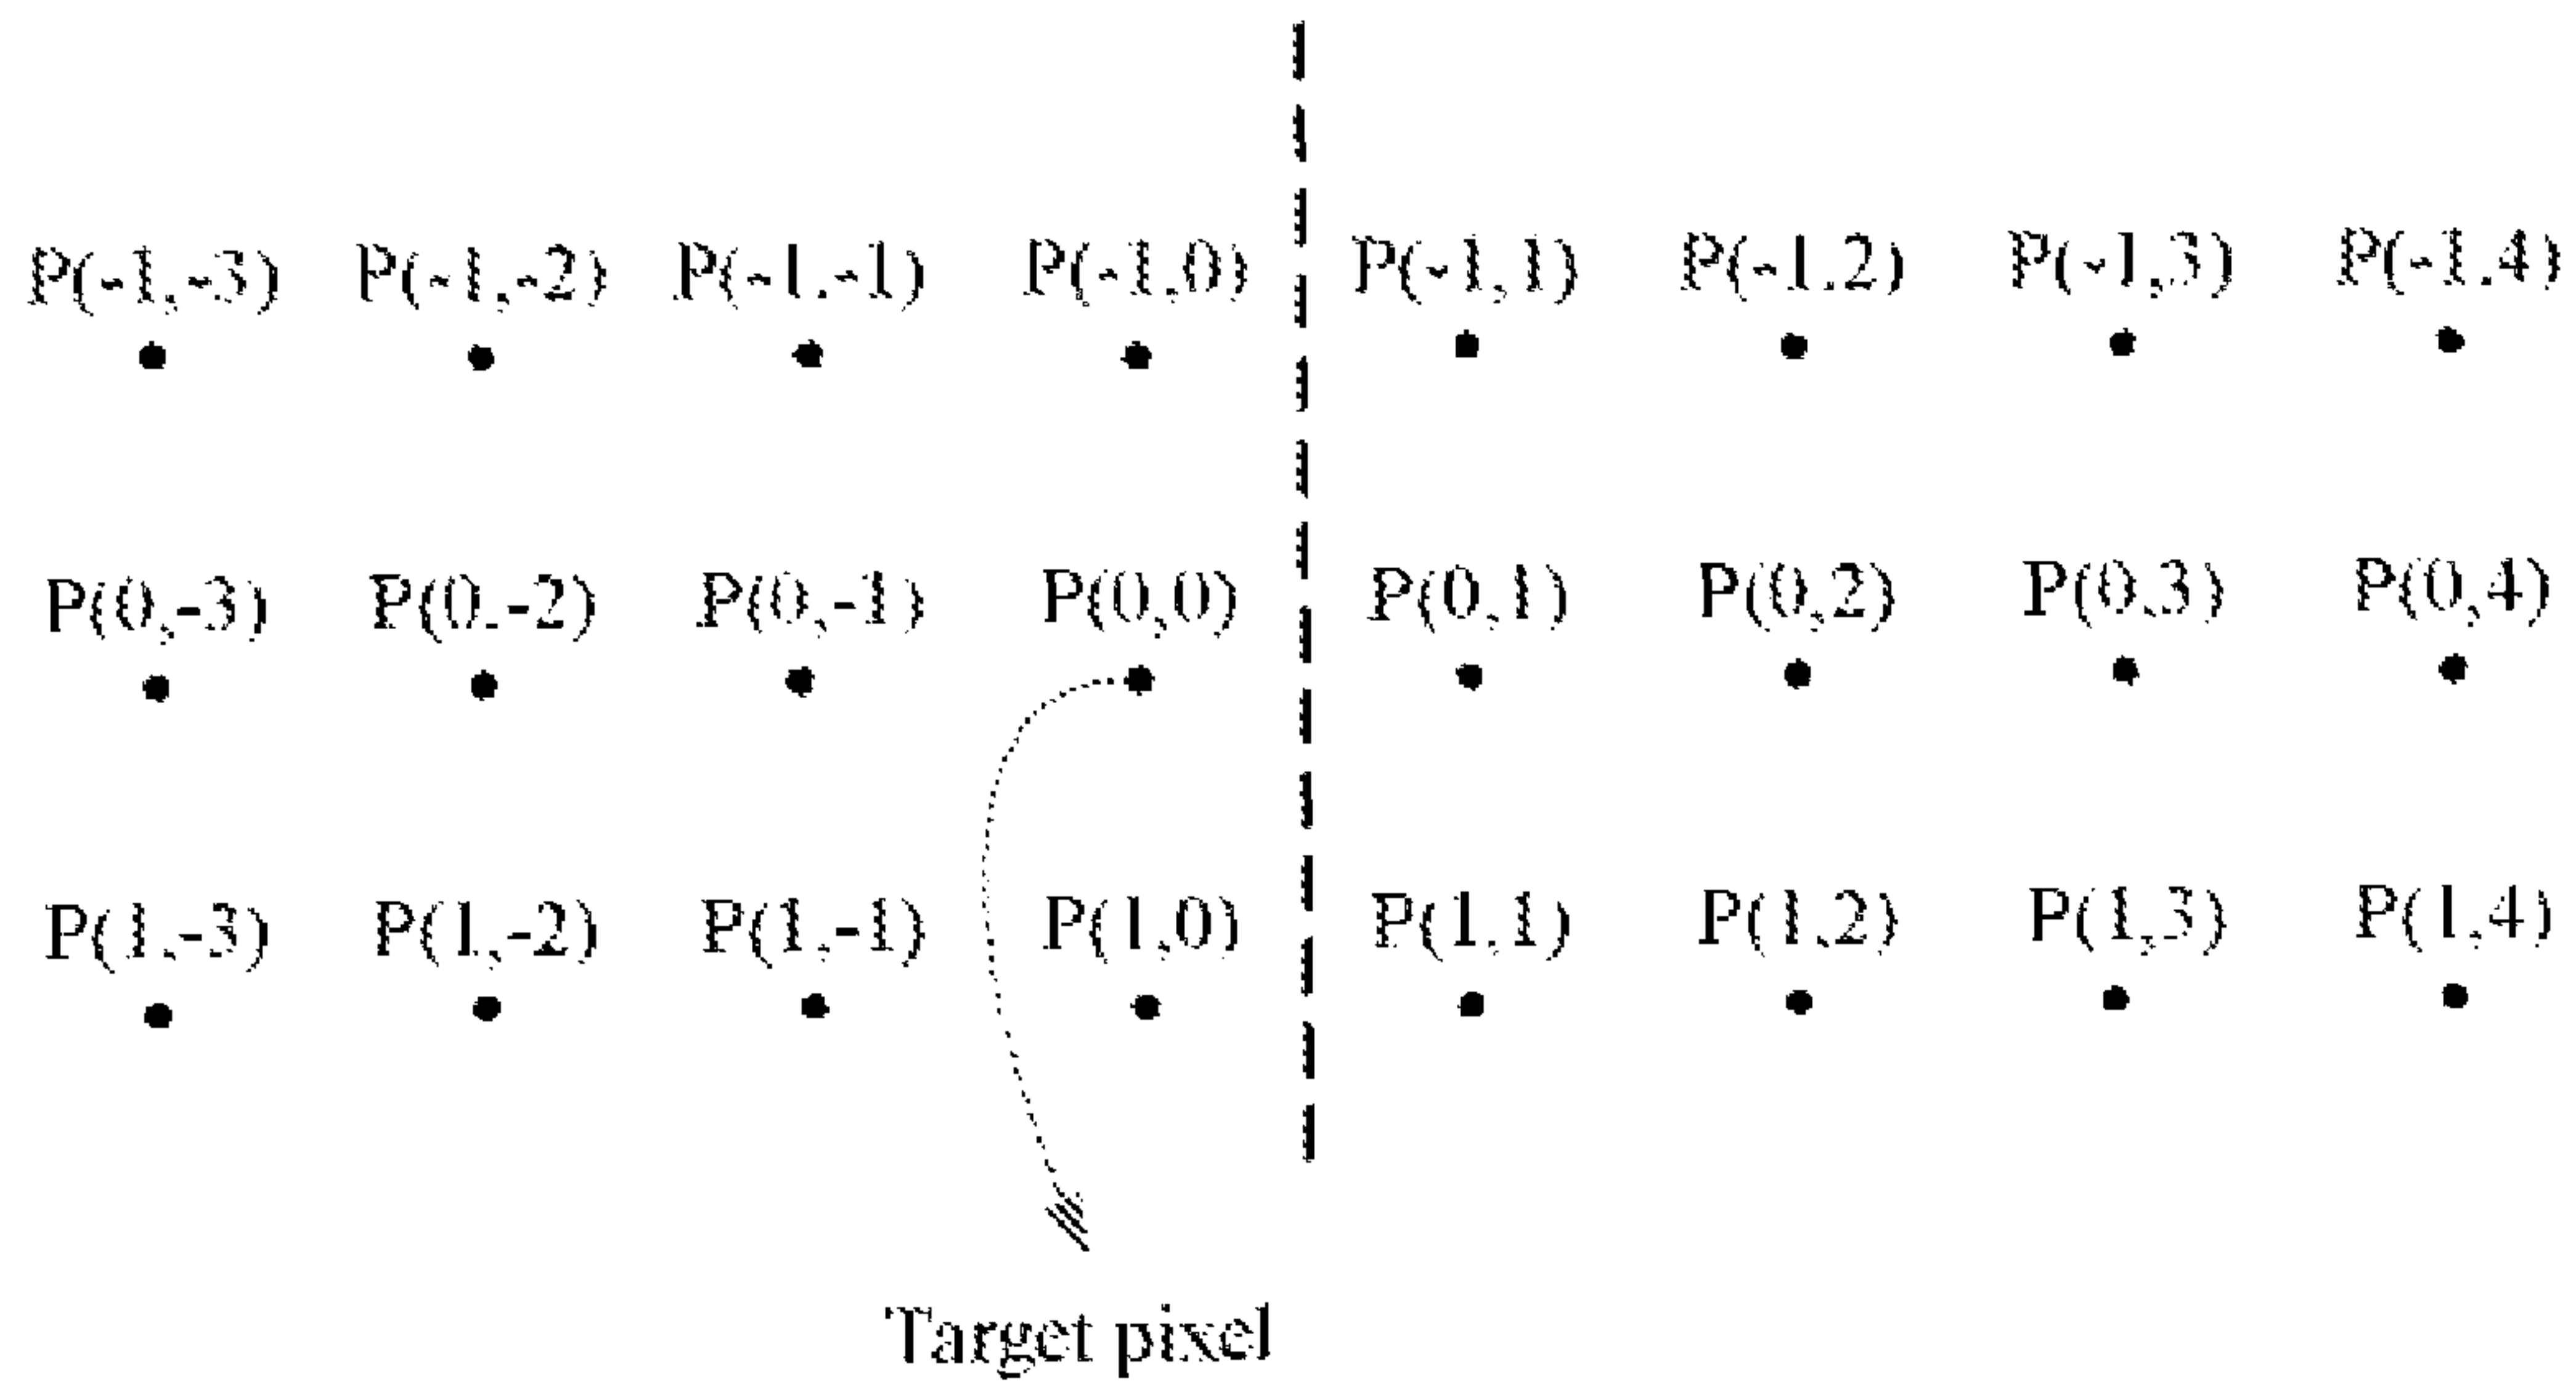 P(-1,-3) P(-1,-2) P(-1,-1) P(-1,0) P(-1,1) P(-1,2) P(-1,3) P(-1,4)
P(0,-3) P(0,-2) P(0,-1) P(0,0) P(0,1) P(0,2) P(0,3) P(0,4)
P(1,-3) P(1,-2) P(1,-1) P(1,0) P(1,1) P(1,2) P(1,3) P(1,4)
Target pixel